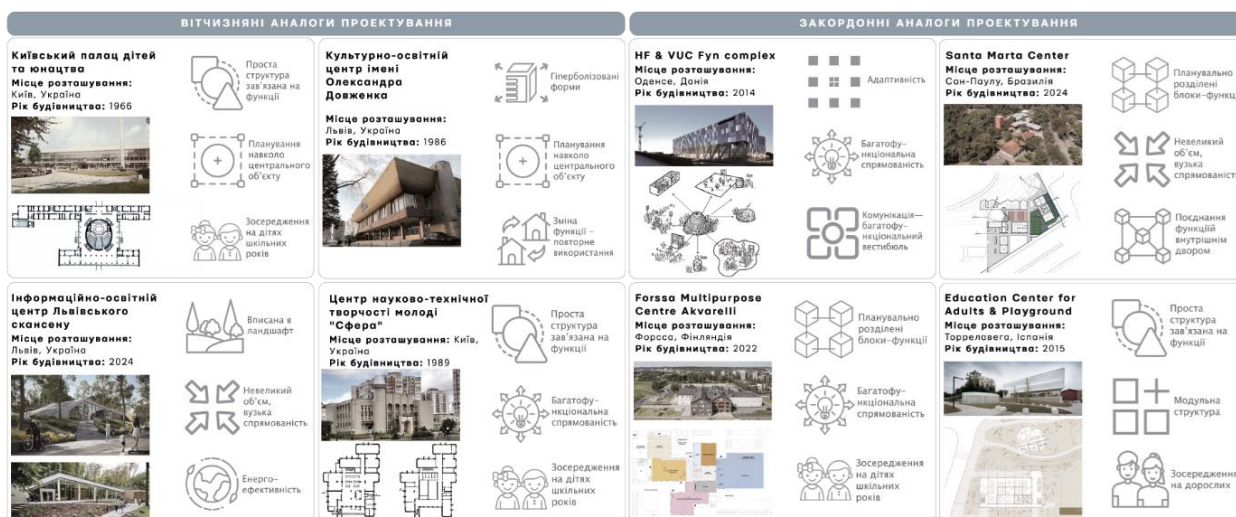 ВІТЧИЗНЯНІ АНАЛОГИ ПРОЕКТУВАННЯ
Київський палац дітей
та юнацтва
Місце розташування:
Київ, Україна
Рік будівництва: 1966
Проста
структура
зав'язана на
функції
Планування
навколо
центрального
об'єкту
Зосередження
на дітях
шкільних
років
Культурно-освітній
центр імені
Олександра
Довженка
Місце розташування:
Львів, Україна
Рік будівництва: 1986
Гіперболізовані
форми
Планування
навколо
центрального
об'єкту
Зміна
функції –
повторне
використання
Інформаційно-освітній
центр Львівського
скансену
Місце розташування:
Львів, Україна
Рік будівництва: 2024
Вписана в
ландшафт
Невеликий
об'єм,
вузька
спрямованість
Енерго-
ефективність
Центр науково-технічної
творчості молоді
"Сфера"
Місце розташування: Київ,
Україна
Рік будівництва: 1989
Проста
структура
зав'язана на
функції
Багатофу-
нкціональна
спрямованість
Зосередження
на дітях
шкільних
років
ЗАКОРДОННІ АНАЛОГИ ПРОЕКТУВАННЯ
HF & VUC Fyn complex
Місце розташування:
Оденсе, Данія
Рік будівництва: 2014
Адаптивність
Багатофу-
нкціональна
спрямованість
Комунікація—
багатофу-
нкціональний
вестибюль
Santa Marta Center
Місце розташування:
Сан-Паулу, Бразилія
Рік будівництва: 2024
Планувально
розділені
блоки-функції
Невеликий
об'єм,
вузька
спрямованість
Поєднання
функціїй
внутрішнім
двором
Forssa Multipurpose
Centre Akvarelli
Місце розташування:
Форсса, Фінляндія
Рік будівництва: 2022
Планувально
розділені
блоки-функції
Багатофу-
нкціональна
спрямованість
Зосередження
на дітях
шкільних
років
Education Center for
Adults & Playground
Місце розташування:
Торрелавега, Іспанія
Рік будівництва: 2015
Проста
структура
зав'язана на
функції
Модульна
структура
Зосередження
на дорослих